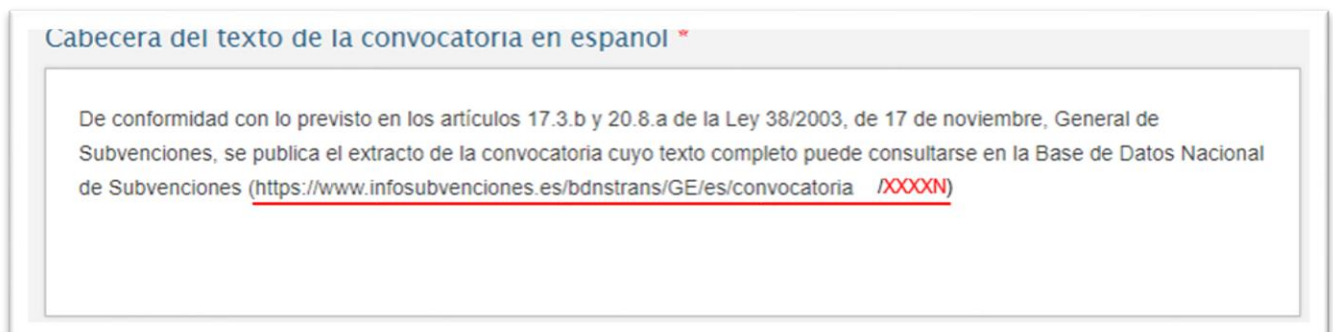 Cabecera del texto de la convocatoria en español *
De conformidad con lo previsto en los artículos 17.3.b y 20.8.a de la Ley 38/2003, de 17 de noviembre, General de
Subvenciones, se publica el extracto de la convocatoria cuyo texto completo puede consultarse en la Base de Datos Nacional
de Subvenciones (https://www.infosubvenciones.es/bdnstrans/GE/es/convocatoria /XXXXN)